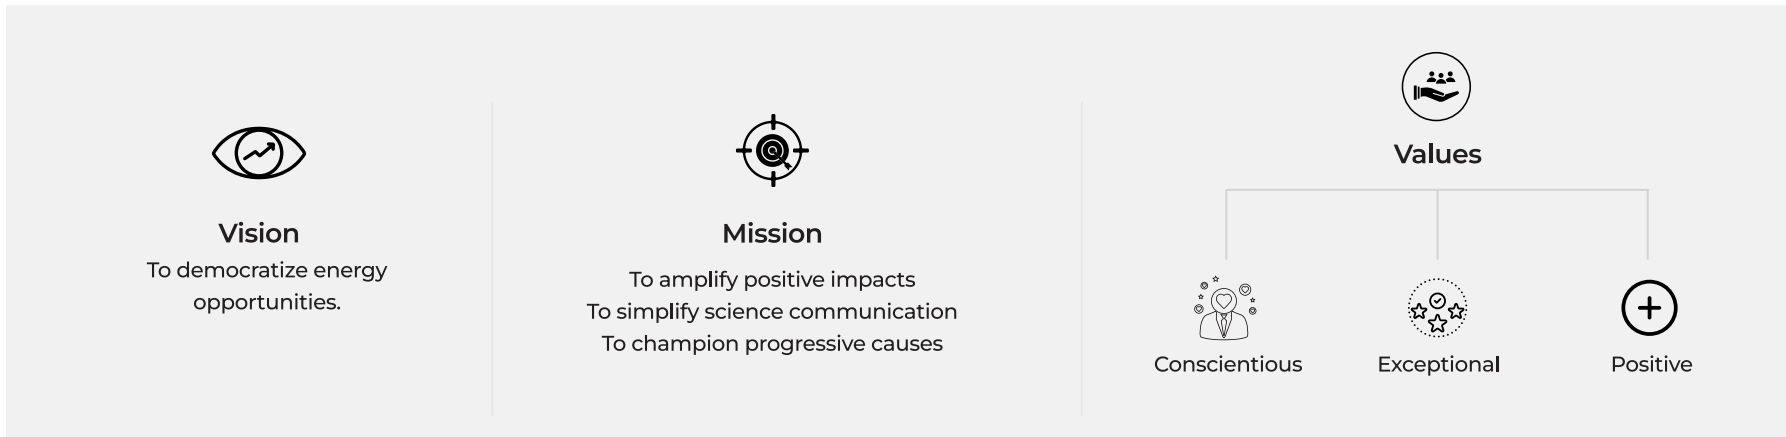 Vision
To democratize energy
opportunities.
Mission
To amplify positive impacts
To simplify science communication
To champion progressive causes
Values
Conscientious
Exceptional
Positive